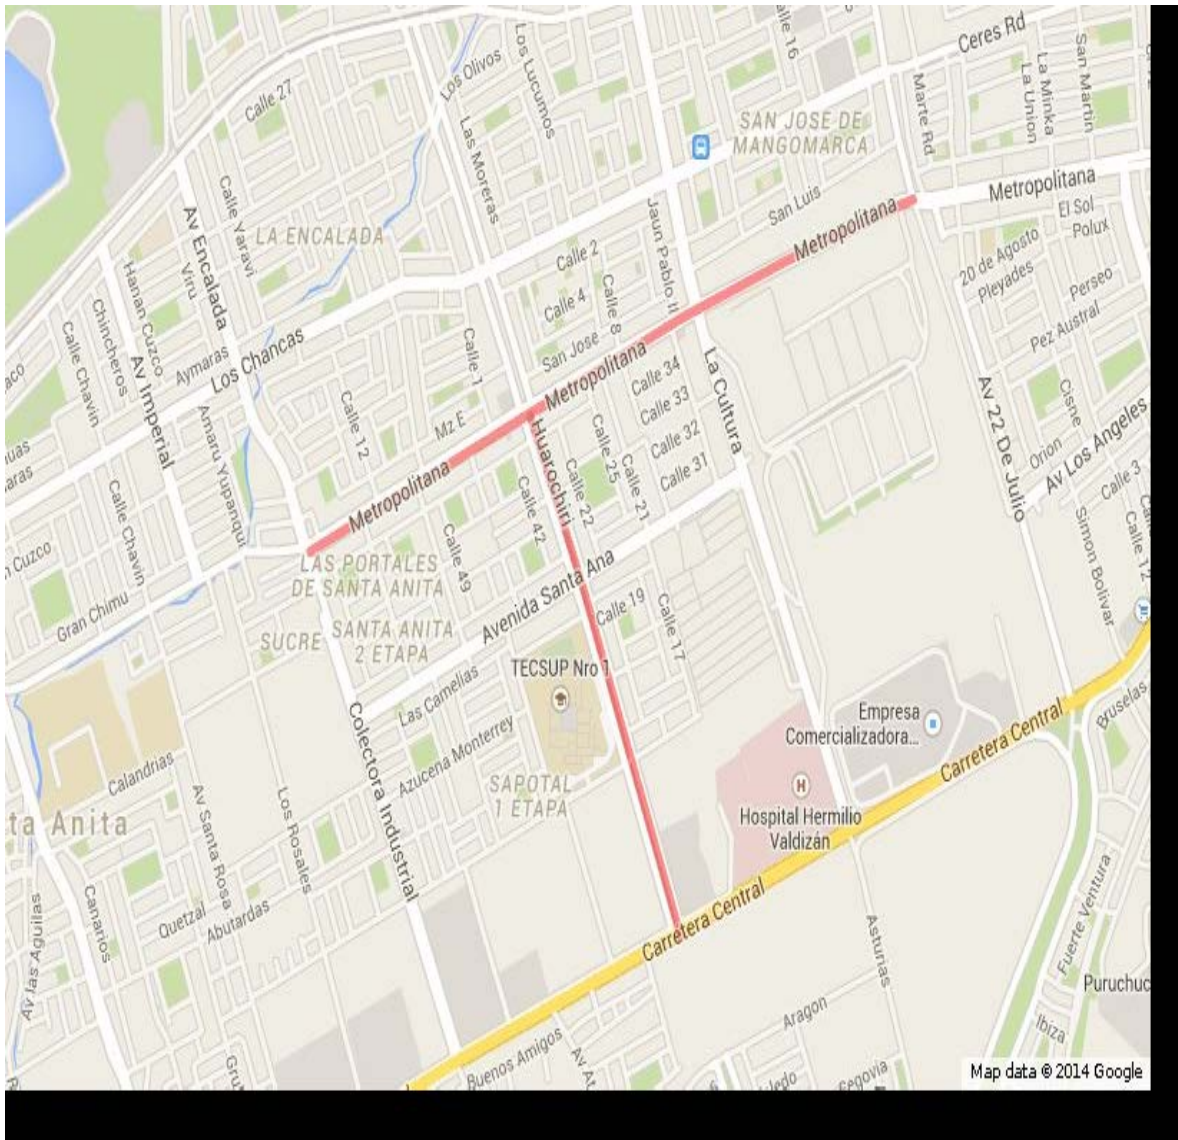 Calle 16
Ceres Rd
Los Lucumos
Los Olivos
Calle 27
Las Moreras
SAN JOSE DE
MANGOMARCA
Marte Rd
La Union
La Minka
San Martin
Metropolitana
San Luis
El Sol
Polux
Metropolitana
Jaun Pablo II
Calle Yaravi
Av Encalada
LA ENCALADA
Calle 2
20 de Agosto
Pleyades
Perseo
Hanan Cuzco
Viru
Calle 4
Calle 8
Pez Austral
Chincheros
Calle Chavin
Aymaras
Los Chancas
Calle 1
San Jose
Metropolitana
Calle 34
La Cultura
Av Imperial
Calle 33
Cisne
Amaru Yupanqui
Calle 12
Mz E
Calle 32
Av 22 De Julio
Orion
Av Los Angeles
Huarochiri
Calle 25
Calle 31
Calle 3
Metropolitana
Calle 42
Calle 22
Calle 21
Calle Chavin
Simon Bolivar
Calle 12
Cuzco
LAS PORTALES
DE SANTA ANITA
Calle 49
Avenida Santa Ana
Gran Chimu
Calle 19
Calle 17
SUCRE
SANTA ANITA
2 ETAPA
TECSUP Nro 1
Las Camelias
Colectora Industrial
Empresa
Comercializadora...
Bruselas
Carretera Central
Azucena Monterrey
Calandrias
SAPOTAL
1 ETAPA
Hospital Hermilio
Valdizán
ta Anita
Av Santa Rosa
Los Rosales
Carretera Central
Fuerte Ventura
Av las Aguilas
Canarios
Quetzal
Abutardas
Carretera Central
Asturias
Puruchuc
Aragon
Ibiza
Buenos Amigos
Segovia
Map data © 2014 Google